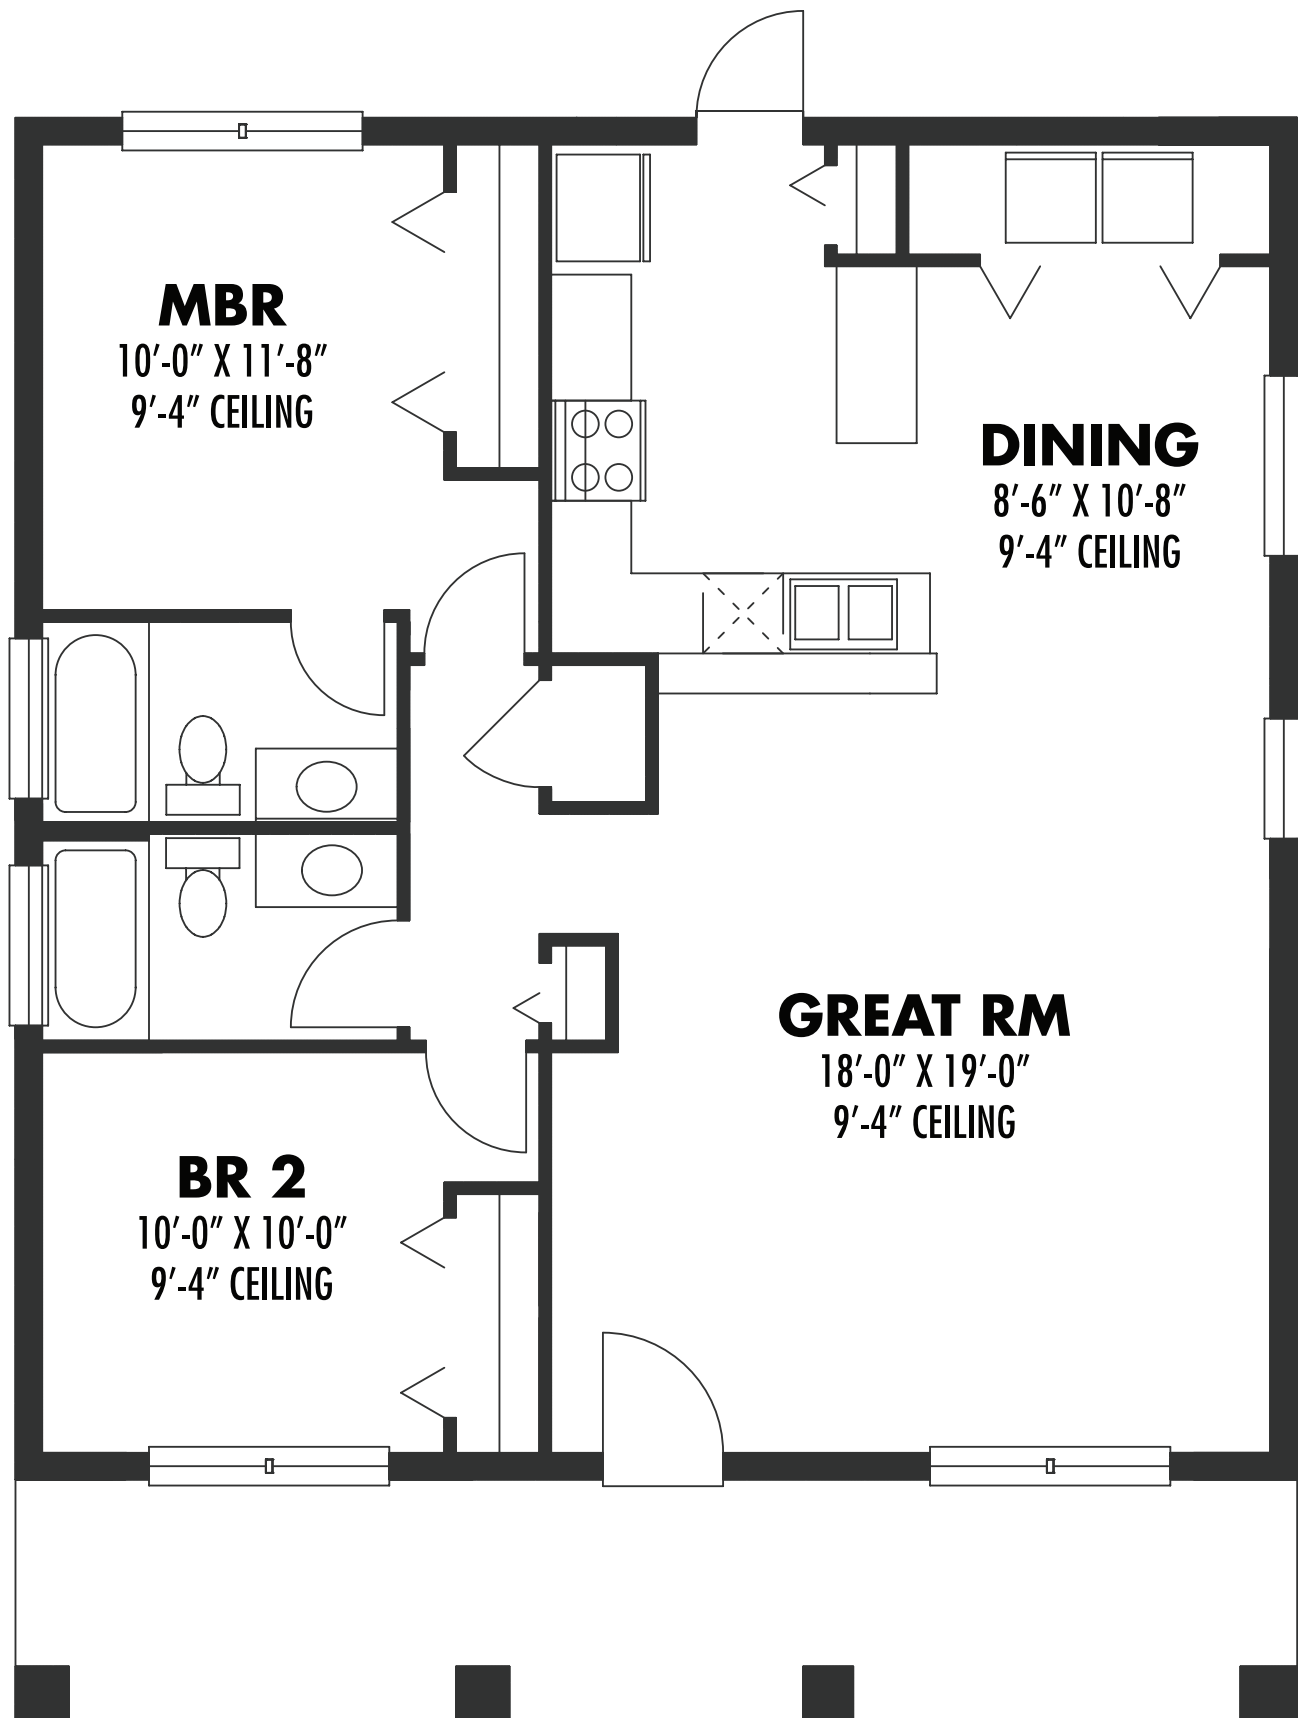 MBR
10′-0″ X 11′-8″
9′-4″ CEILING
DINING
8′-6″ X 10′-8″
9′-4″ CEILING
GREAT RM
18′-0″ X 19′-0″
9′-4″ CEILING
BR 2
10′-0″ X 10′-0″
9′-4″ CEILING